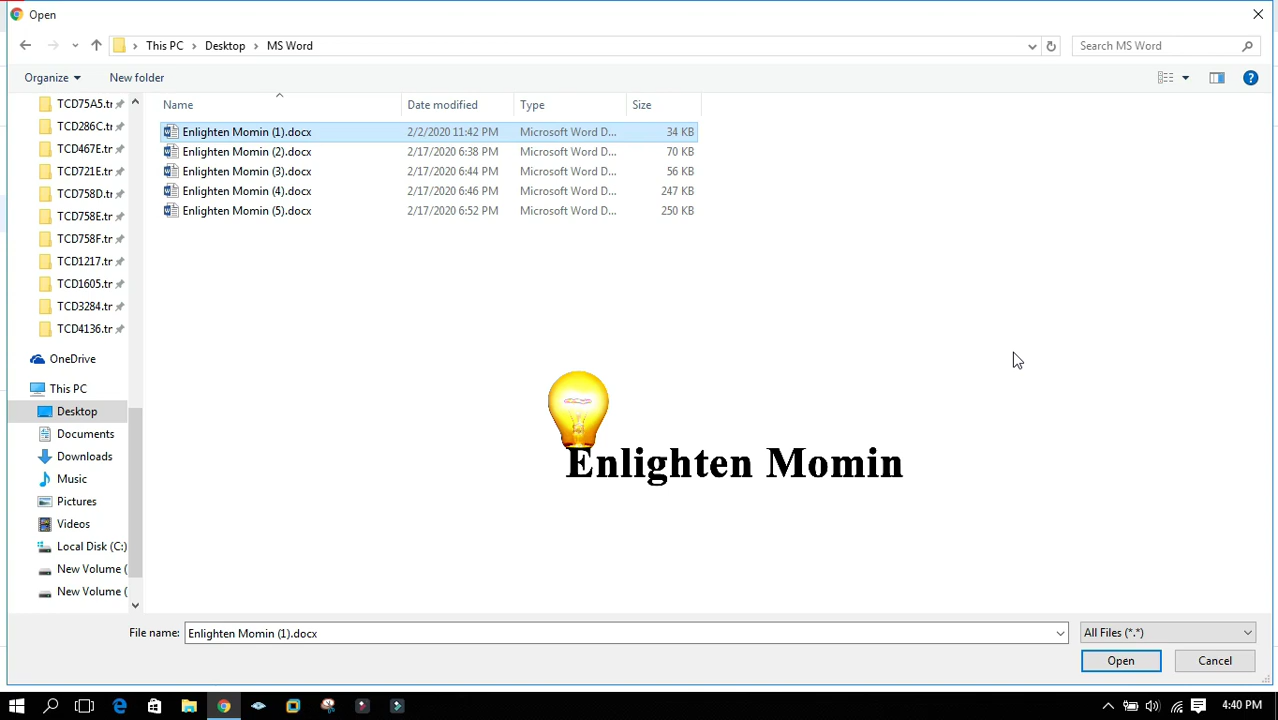 Open
This PC > Desktop > MS Word
Search MS Word
Organize
New folder
Name Date modified Type Size
Enlighten Momin (1).docx 2/2/2020 11:42 PM Microsoft Word D... 34 KB
Enlighten Momin (2).docx 2/17/2020 6:38 PM Microsoft Word D... 70 KB
Enlighten Momin (3).docx 2/17/2020 6:44 PM Microsoft Word D... 56 KB
Enlighten Momin (4).docx 2/17/2020 6:46 PM Microsoft Word D... 247 KB
Enlighten Momin (5).docx 2/17/2020 6:52 PM Microsoft Word D... 250 KB
TCD75A5.tr
TCD286C.tr
TCD467E.tr
TCD721E.tr
TCD758D.tr
TCD758E.tr
TCD758F.tr
TCD1217.tr
TCD1605.tr
TCD3284.tr
TCD4136.tr
OneDrive
This PC
Desktop
Documents
Downloads
Music
Pictures
Videos
Local Disk (C:)
New Volume (
New Volume (
Enlighten Momin
File name: Enlighten Momin (1).docx
All Files (*.*)
Open
Cancel
4:40 PM